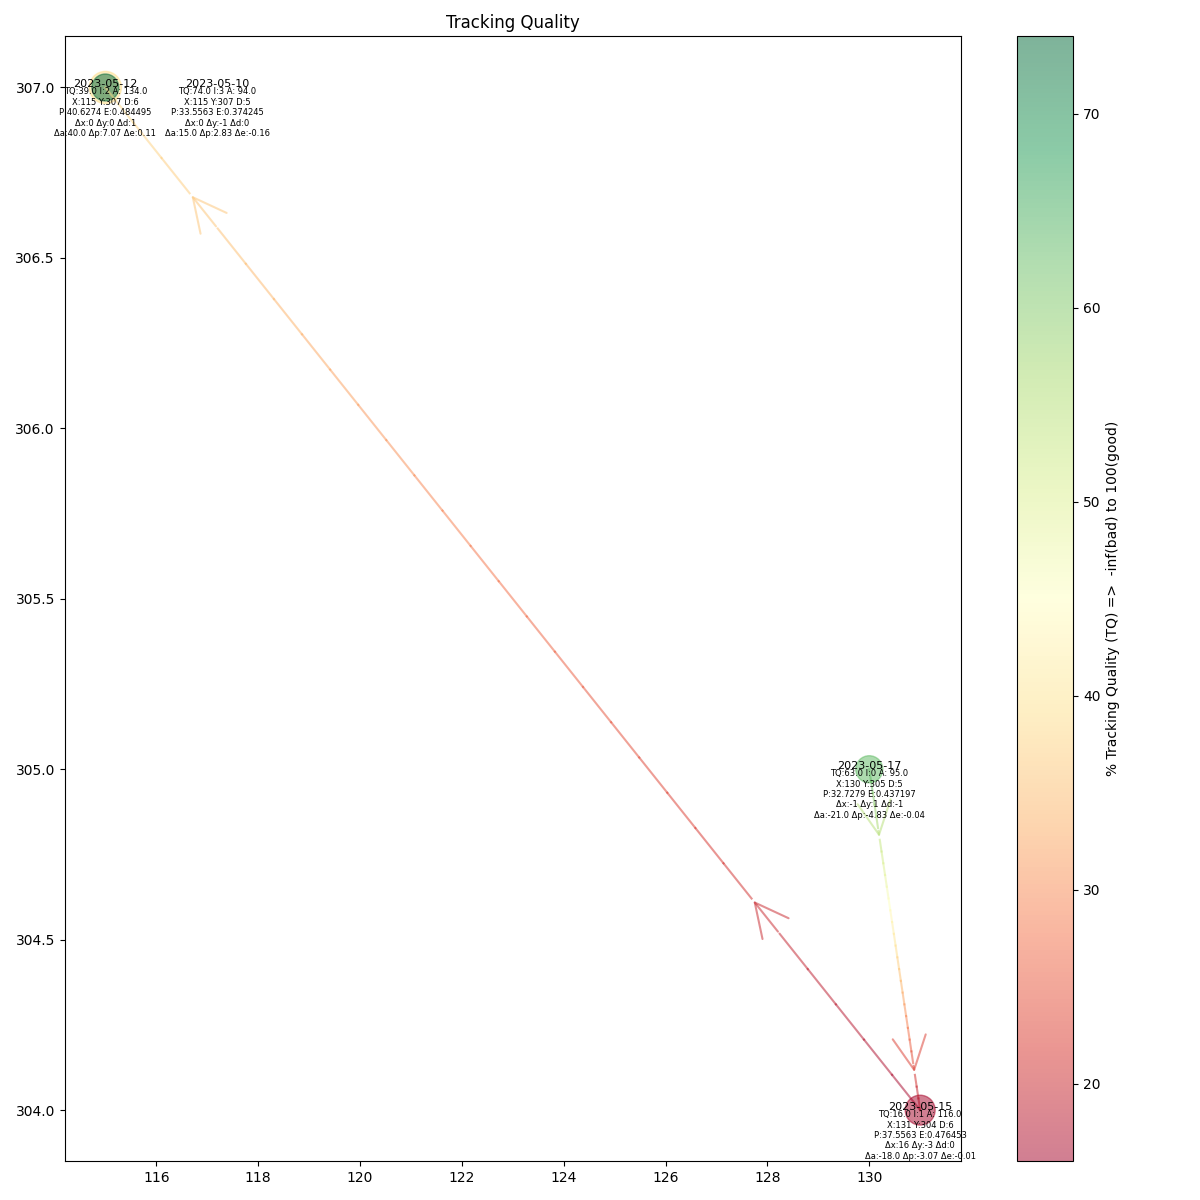 Tracking Quality
307.0
306.5
306.0
305.5
305.0
304.5
304.0
2023-05-12
TQ:39.0 I:2 A: 134.0
X:115 Y:307 D:6
P:40.6274 E:0.484495
Δx:0 Δy:0 Δd:1
Δa:40.0 Δp:7.07 Δe:0.11
2023-05-10
TQ:74.0 I:3 A: 94.0
X:115 Y:307 D:5
P:33.5563 E:0.374245
Δx:0 Δy:-1 Δd:0
Δa:15.0 Δp:2.83 Δe:-0.16
2023-05-17
TQ:63.0 I:0 A: 95.0
X:130 Y:305 D:5
P:32.7279 E:0.437197
Δx:-1 Δy:1 Δd:-1
Δa:-21.0 Δp:-4.83 Δe:-0.04
2023-05-15
TQ:16.0 I:1 A: 116.0
X:131 Y:304 D:6
P:37.5563 E:0.476453
Δx:16 Δy:-3 Δd:0
Δa:-18.0 Δp:-3.07 Δe:-0.01
116 118 120 122 124 126 128 130
70
60
50
40
30
20
% Tracking Quality (TQ) => -inf(bad) to 100(good)